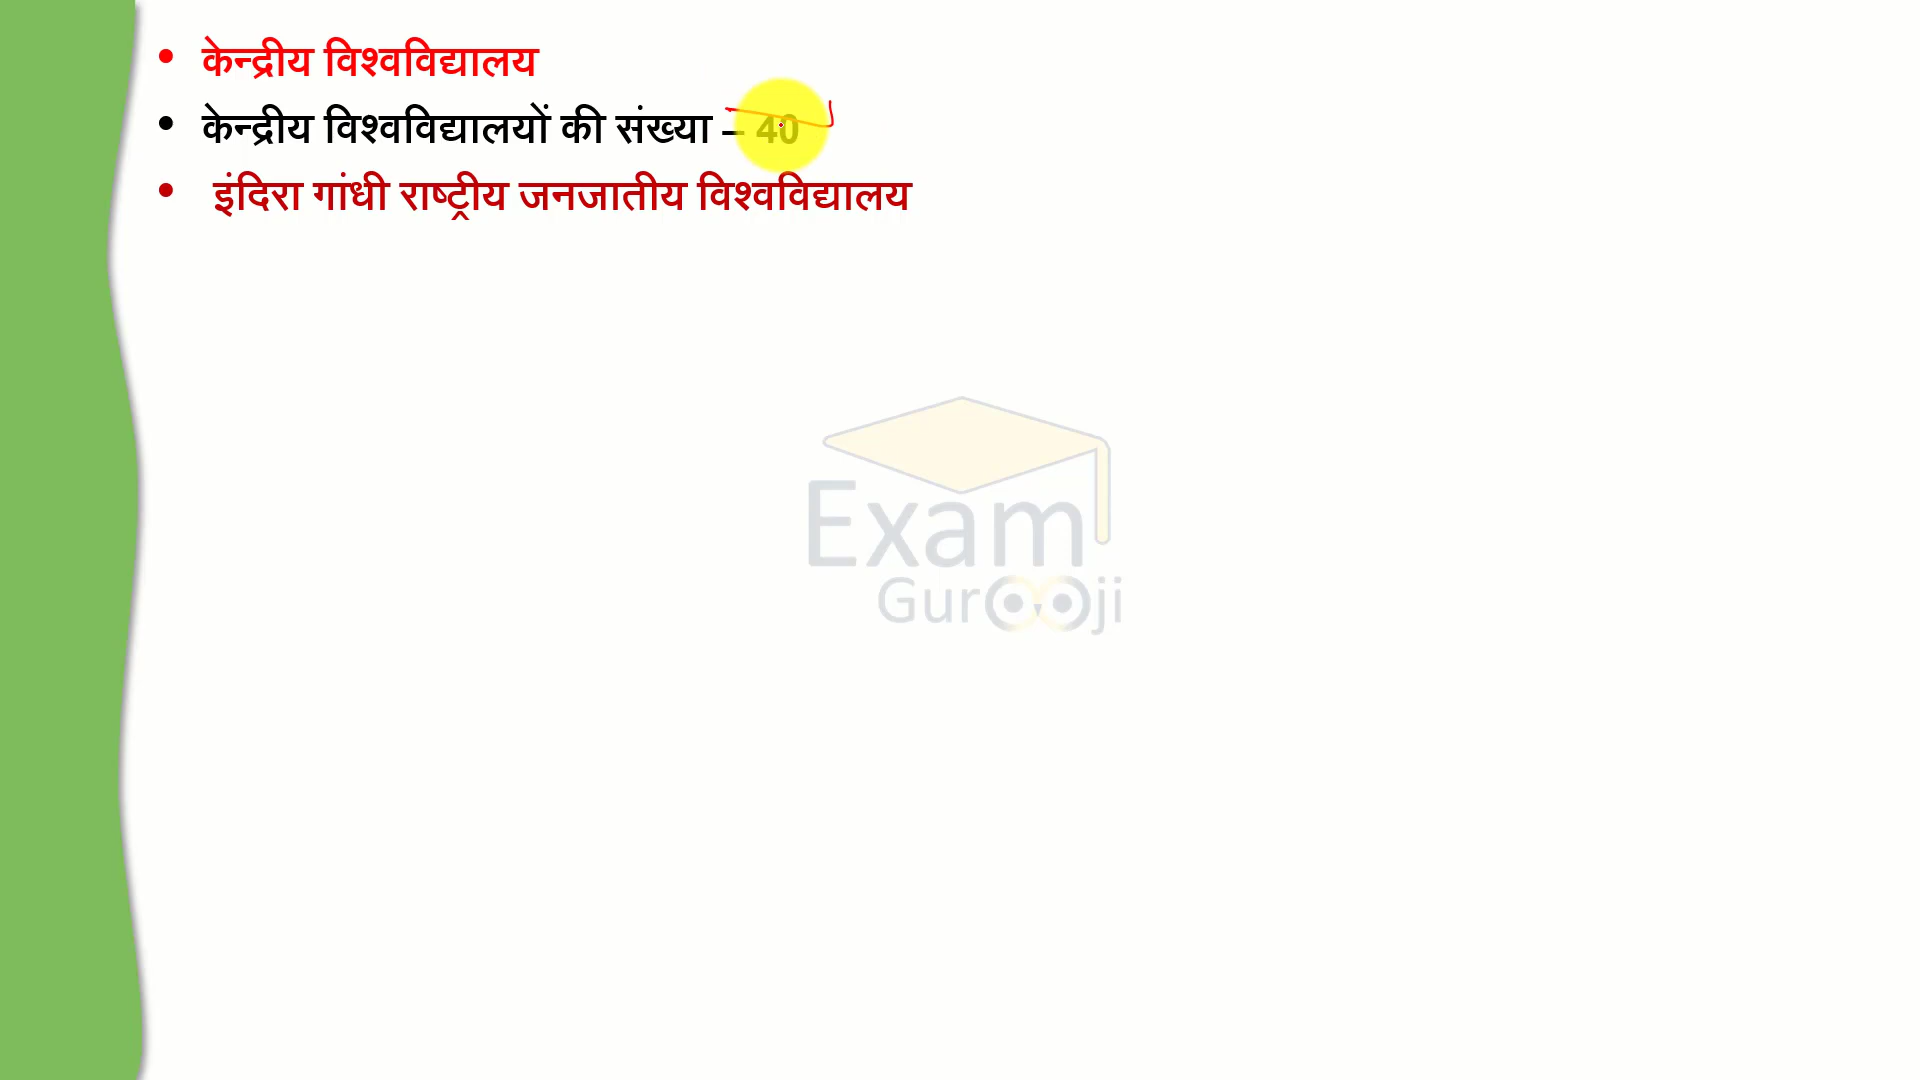 • केन्द्रीय विश्वविद्यालय
• केन्द्रीय विश्वविद्यालयों की संख्या – 40
• इंदिरा गांधी राष्ट्रीय जनजातीय विश्वविद्यालय
Exam
Gurooji